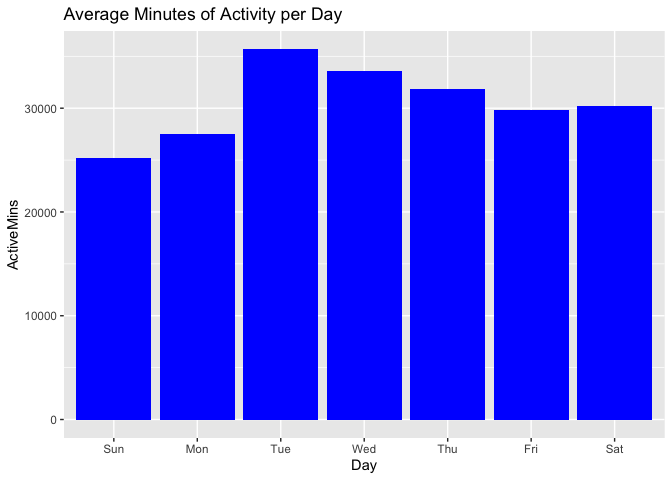 Average Minutes of Activity per Day
ActiveMins
30000
20000
10000
0
Sun Mon Tue Wed Thu Fri Sat
Day